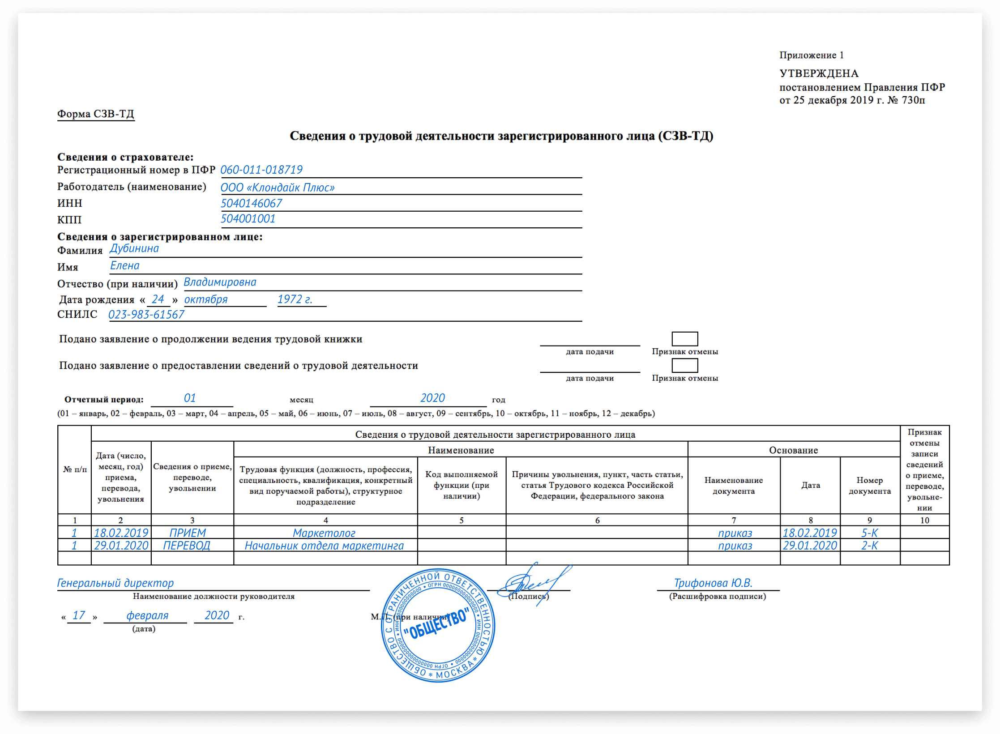 Приложение 1
УТВЕРЖДЕНА
постановлением Правления ПФР
от 25 декабря 2019 г. № 730п
Форма СЗВ-ТД
Сведения о трудовой деятельности зарегистрированного лица (СЗВ-ТД)
Сведения о страхователе:
Регистрационный номер в ПФР 060-011-018719
Работодатель (наименование) ООО «Клондайк Плюс»
ИНН 5040146067
КПП 504001001
Сведения о зарегистрированном лице:
Фамилия Дубинина
Имя Елена
Отчество (при наличии) Владимировна
Дата рождения « 24 » октября 1972 г.
СНИЛС 023-983-61567
Подано заявление о продолжении ведения трудовой книжки
дата подачи Признак отмены
Подано заявление о предоставлении сведений о трудовой деятельности
дата подачи Признак отмены
Отчетный период: 01 месяц 2020 год
(01 – январь, 02 – февраль, 03 – март, 04 – апрель, 05 – май, 06 – июнь, 07 – июль, 08 – август, 09 – сентябрь, 10 – октябрь, 11 – ноябрь, 12 – декабрь)
№ п/п
Сведения о трудовой деятельности зарегистрированного лица
Дата (число,
месяц, год)
приема,
перевода,
увольнения
Сведения о приеме,
переводе,
увольнении
Наименование
Трудовая функция (должность, профессия,
специальность, квалификация, конкретный
вид поручаемой работы), структурное
подразделение
Код выполняемой
функции (при
наличии)
Причины увольнения, пункт, часть статьи,
статья Трудового кодекса Российской
Федерации, федерального закона
Основание
Наименование
документа
Дата
Номер
документа
Признак
отмены
записи
сведений
о приеме,
переводе,
увольне-
нии
1 2 3 4 5 6 7 8 9 10
1 18.02.2019 ПРИЕМ Маркетолог приказ 18.02.2019 5-К
1 29.01.2020 ПЕРЕВОД Начальник отдела маркетинга приказ 29.01.2020 2-К
Генеральный директор Трифонова Ю.В.
Наименование должности руководителя (Подпись) (Расшифровка подписи)
« 17 » февраля 2020 г. М.П. (при наличии)
(дата)
ОБЩЕСТВО С ОГРАНИЧЕННОЙ ОТВЕТСТВЕННОСТЬЮ * МОСКВА *
"ОБЩЕСТВО"